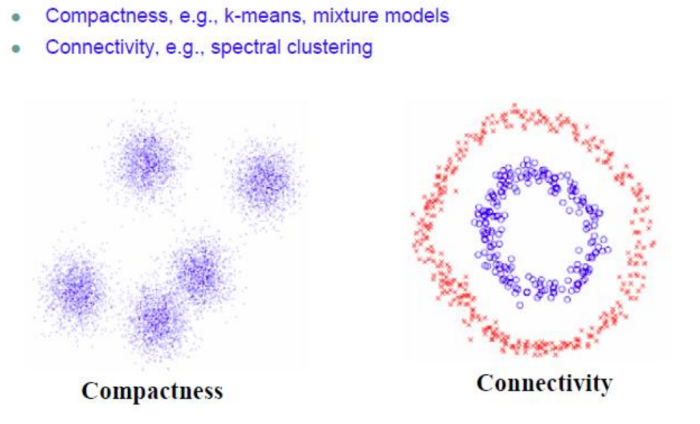 • Compactness, e.g., k-means, mixture models
• Connectivity, e.g., spectral clustering
Compactness
Connectivity